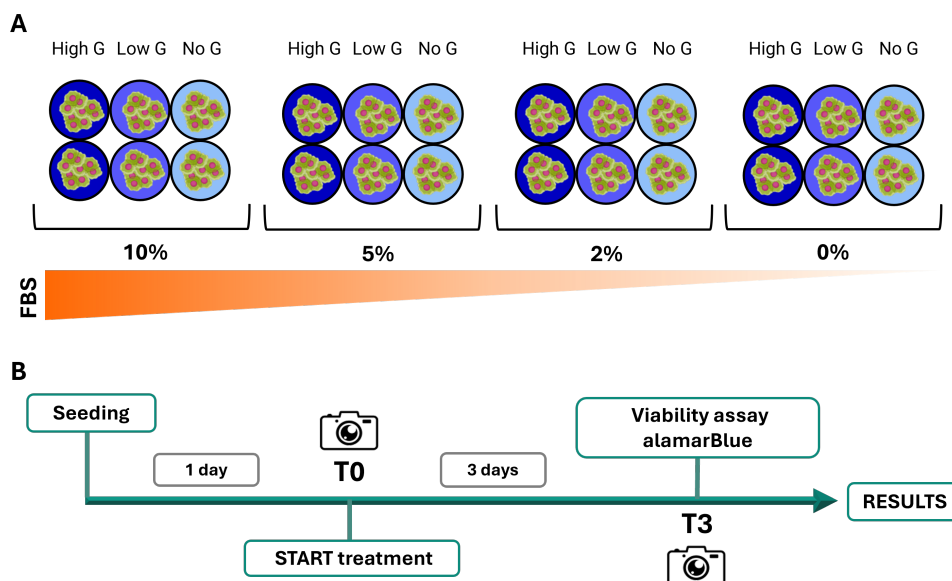 A
High G Low G No G High G Low G No G High G Low G No G High G Low G No G
10% 5% 2% 0%
FBS
B
Seeding
Viability assay
alamarBlue
1 day
T0
3 days
RESULTS
T3
START treatment